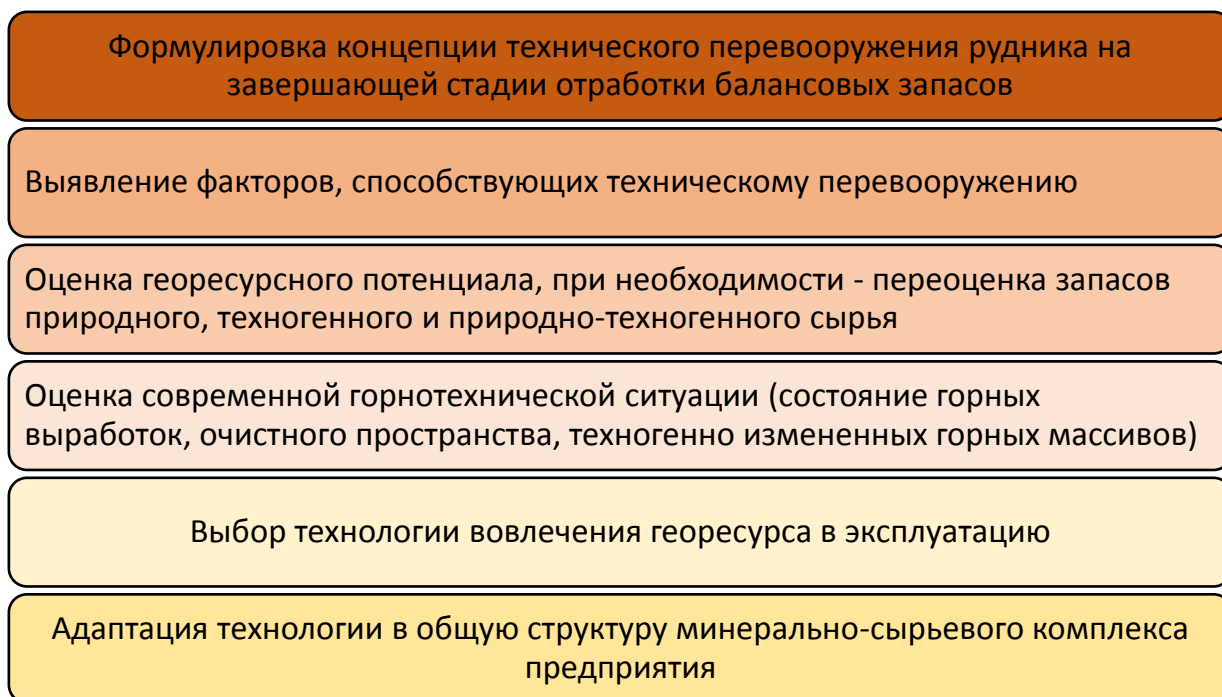 Формулировка концепции технического перевооружения рудника на
завершающей стадии отработки балансовых запасов
Выявление факторов, способствующих техническому перевооружению
Оценка георесурсного потенциала, при необходимости - переоценка запасов
природного, техногенного и природно-техногенного сырья
Оценка современной горнотехнической ситуации (состояние горных
выработок, очистного пространства, техногенно измененных горных массивов)
Выбор технологии вовлечения георесурса в эксплуатацию
Адаптация технологии в общую структуру минерально-сырьевого комплекса
предприятия